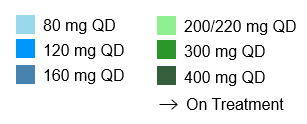 80 mg QD
120 mg QD
160 mg QD
200/220 mg QD
300 mg QD
400 mg QD
→ On Treatment